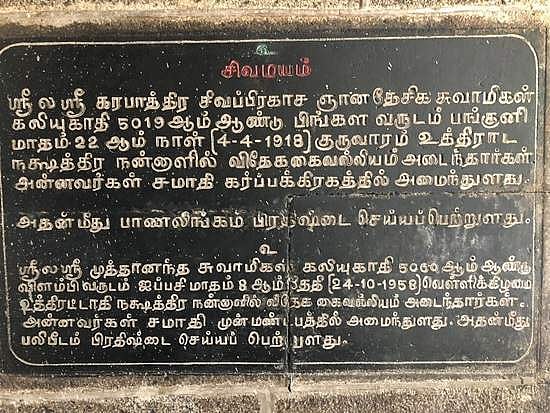 உ
சிவமயம்
ஸ்ரீ ல ஸ்ரீ கரபாத்திர சிவப்பிரகாச ஞான தேசிக சுவாமிகள்
கலியுகாதி 5019 ஆம் ஆண்டு பிங்கள வருடம் பங்குனி
மாதம் 22 ஆம் நாள் (4-4-1918) குருவாரம் உத்திராட
நக்ஷத்திர நன்னாளில் விதேககைவல்லியம் அடைந்தார்கள்
அன்னவர்கள் சமாதி கர்ப்பக்கிரகத்தில் அமைந்துளது.
அதன்மீது பாணலிங்கம் பிரதிஷ்டை செய்யப்பெற்றுளது.
உ
ஸ்ரீலஸ்ரீ முத்தானந்த சுவாமிகள் கலியுகாதி 5060 ஆம் ஆண்டு
விளம்பி வருடம் ஐப்பசி மாதம் 8 ஆம் தேதி (24-10-1958) வெள்ளிக்கிழமை
உத்திரட்டாதி நக்ஷத்திர நன்னாளில் விதேக கைவல்யம் அடைந்தார்கள்.
அன்னவர்கள் சமாதி முன் மண்டபத்தில் அமைந்துளது. அதன்மீது
பலிபீடம் பிரதிஷ்டை செய்யப் பெற்றுளது.